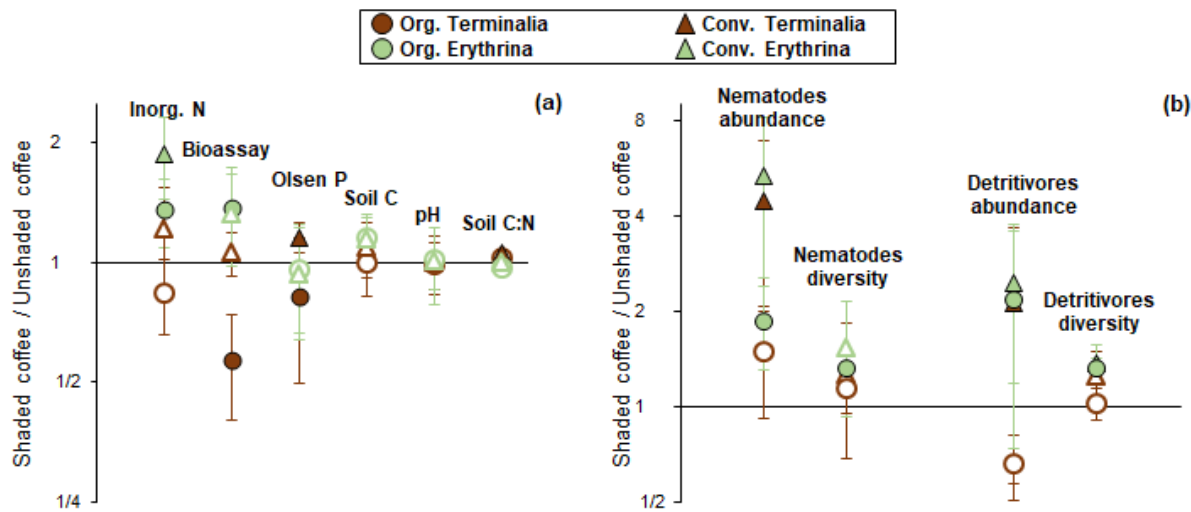 Org. Terminalia
Conv. Terminalia
Org. Erythrina
Conv. Erythrina
(a)
Shaded coffee / Unshaded coffee
2
1
1/2
1/4
Inorg. N
Bioassay
Olsen P
Soil C
pH
Soil C:N
(b)
Shaded coffee / Unshaded coffee
8
4
2
1
1/2
Nematodes
abundance
Nematodes
diversity
Detritivores
abundance
Detritivores
diversity